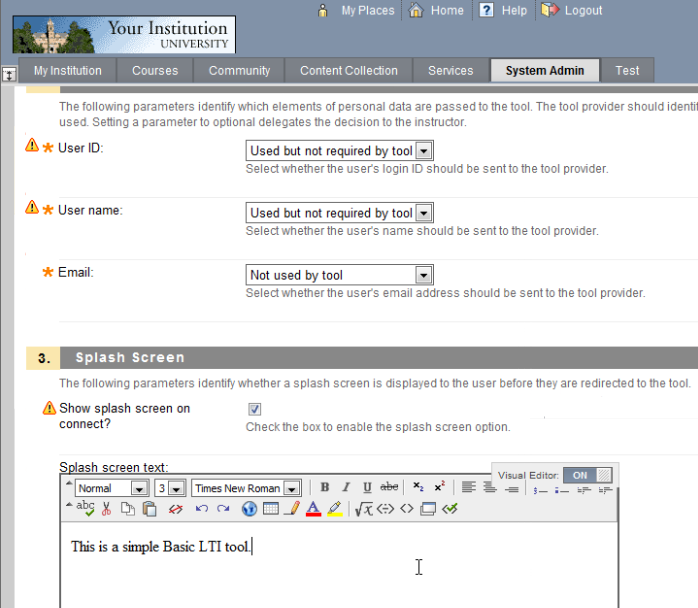 My Places Home Help Logout
Your Institution
UNIVERSITY
My Institution Courses Community Content Collection Services System Admin Test
The following parameters identify which elements of personal data are passed to the tool. The tool provider should identif
used. Setting a parameter to optional delegates the decision to the instructor.
User ID: Used but not required by tool
Select whether the user's login ID should be sent to the tool provider.
User name: Used but not required by tool
Select whether the user's name should be sent to the tool provider.
Email: Not used by tool
Select whether the user's email address should be sent to the tool provider.
3. Splash Screen
The following parameters identify whether a splash screen is displayed to the user before they are redirected to the tool.
Show splash screen on
connect?
Check the box to enable the splash screen option.
Splash screen text:
Visual Editor: ON
Normal 3 Times New Roman B I U abc x₂ x²
abc
This is a simple Basic LTI tool.